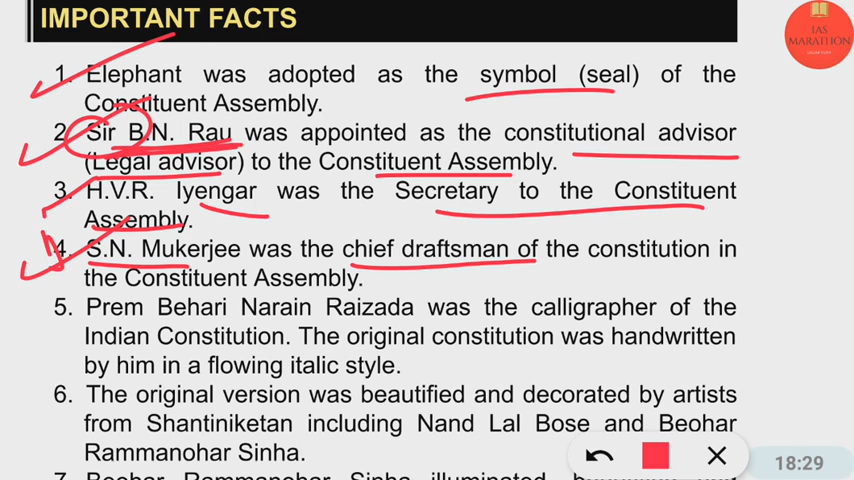 IMPORTANT FACTS
IAS
MARATHON
1. Elephant was adopted as the symbol (seal) of the
Constituent Assembly.
2. Sir B.N. Rau was appointed as the constitutional advisor
(Legal advisor) to the Constituent Assembly.
3. H.V.R. Iyengar was the Secretary to the Constituent
Assembly.
4. S.N. Mukerjee was the chief draftsman of the constitution in
the Constituent Assembly.
5. Prem Behari Narain Raizada was the calligrapher of the
Indian Constitution. The original constitution was handwritten
by him in a flowing italic style.
6. The original version was beautified and decorated by artists
from Shantiniketan including Nand Lal Bose and Beohar
Rammanohar Sinha.
18:29
7. Beohar Rammanohar Sinha illuminated,